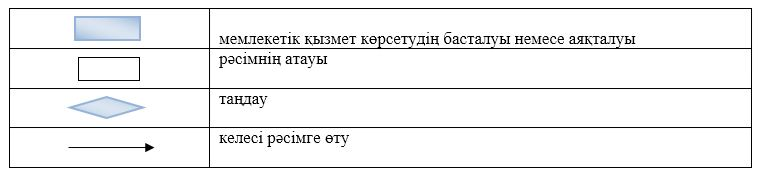 мемлекеттік қызмет көрсетудің басталуы немесе аяқталуы
рәсімнің атауы
таңдау
келесі рәсімге өту